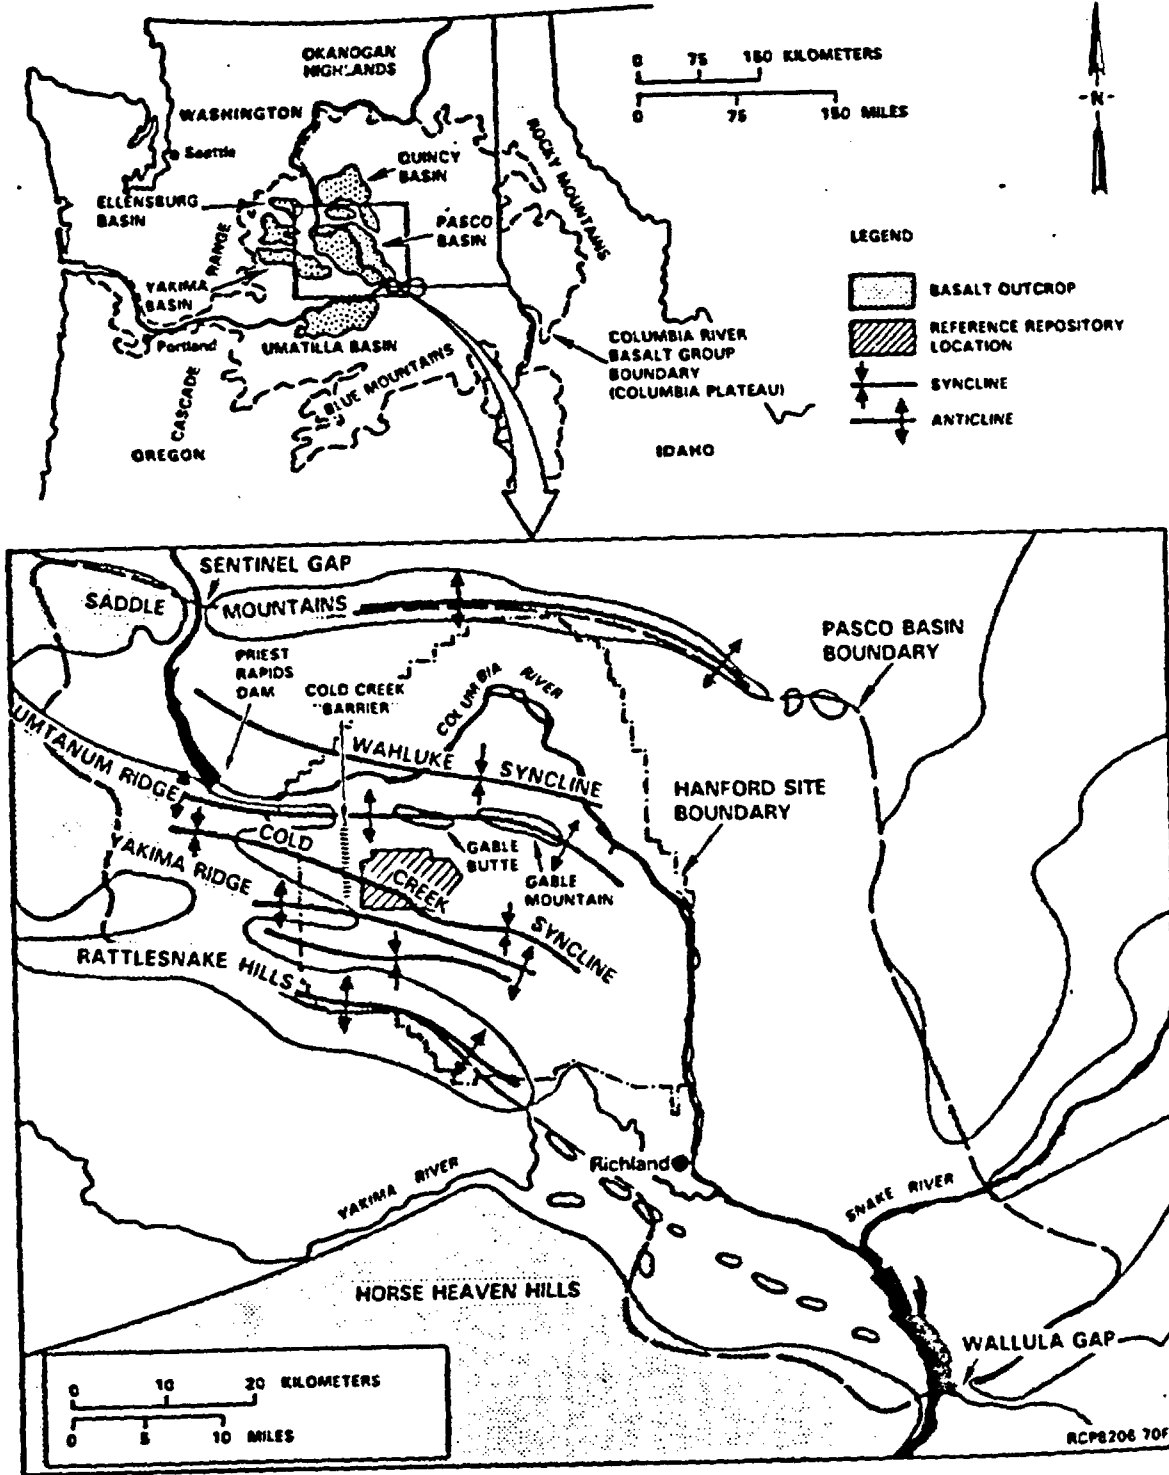 OKANOGAN
HIGHLANDS
0 75 150 KILOMETERS
0 75 150 MILES
-N-
WASHINGTON
Seattle
QUINCY
BASIN
ROCKY MOUNTAINS
ELLENSBURG
BASIN
PASCO
BASIN
RANGE
YAKIMA
BASIN
Portland
UMATILLA BASIN
CASCADE
BLUE MOUNTAINS
OREGON
COLUMBIA RIVER
BASALT GROUP
BOUNDARY
(COLUMBIA PLATEAU)
IDAHO
LEGEND
BASALT OUTCROP
REFERENCE REPOSITORY
LOCATION
SYNCLINE
ANTICLINE
SENTINEL GAP
SADDLE MOUNTAINS
PRIEST
RAPIDS
DAM
COLD CREEK
"BARRIER"
COLUMBIA RIVER
PASCO BASIN
BOUNDARY
UMTANUM RIDGE
WAHLUKE SYNCLINE
HANFORD SITE
BOUNDARY
COLD CREEK SYNCLINE
GABLE
BUTTE
GABLE
MOUNTAIN
YAKIMA RIDGE
RATTLESNAKE HILLS
Richland
YAKIMA RIVER
SNAKE RIVER
HORSE HEAVEN HILLS
WALLULA GAP
0 10 20 KILOMETERS
0 5 10 MILES
RCP8206 70F